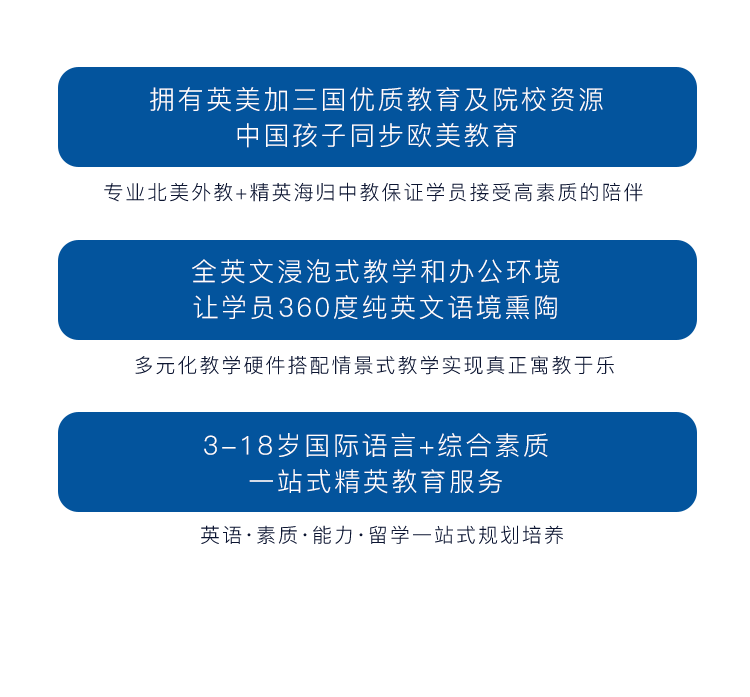 拥有英美加三国优质教育及院校资源
中国孩子同步欧美教育
专业北美外教+精英海归中教保证学员接受高素质的陪伴
全英文浸泡式教学和办公环境
让学员360度纯英文语境熏陶
多元化教学硬件搭配情景式教学实现真正寓教于乐
3-18岁国际语言+综合素质
一站式精英教育服务
英语·素质·能力·留学一站式规划培养